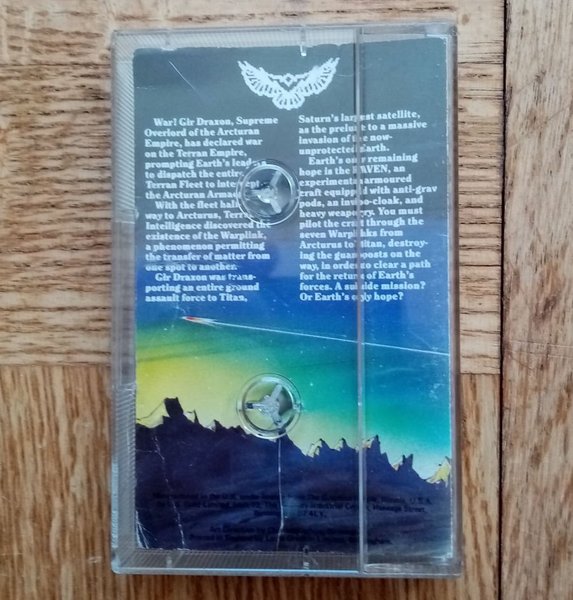 War! Gir Draxon, Supreme
Overlord of the Arcturan
Empire, has declared war
on the Terran Empire,
prompting Earth's
to dispatch the entire
Terran Fleet to intercept
the Arcturan
With the fleet
way to Arcturus,
Intelligence discovered the
existence of the Warplink,
a phenomenon permitting
the transfer of matter from
one spot to another.
Gir Draxon was trans-
porting an entire ground
assault force to Titan,
Saturn's largest satellite,
as the prelude to a massive
invasion of the now-
unprotected Earth.
Earth's only remaining
hope is the RAVEN, an
experimental armoured
craft equipped with anti-grav
pods, an cloak, and
heavy weaponry. You must
pilot the craft through the
seven Warplinks from
Arcturus to Titan, destroy-
ing the guardposts on the
way, in order to clear a path
for the return of Earth's
forces. A suicide mission?
Or Earth's only hope?
in the U.K. under U.S.A.
Street,